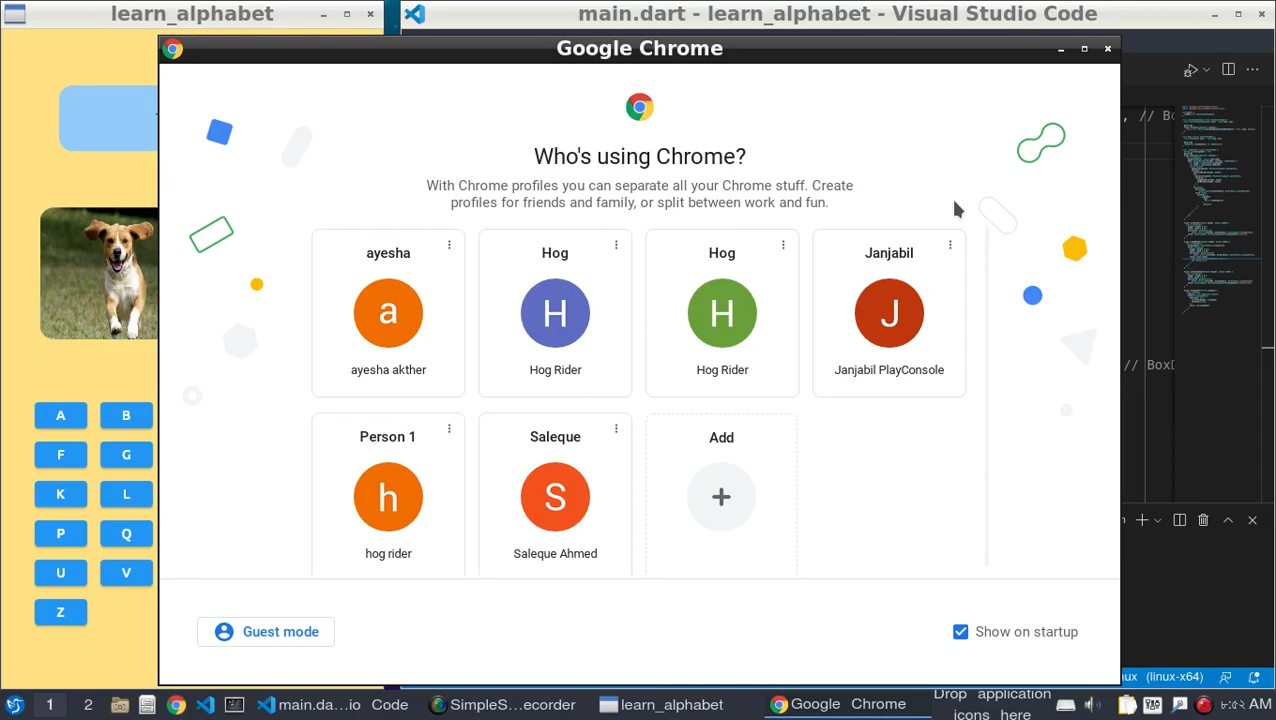 learn_alphabet
main.dart - learn_alphabet - Visual Studio Code
Google Chrome
Who's using Chrome?
With Chrome profiles you can separate all your Chrome stuff. Create
profiles for friends and family, or split between work and fun.
ayesha
Hog
Hog
Janjabil
a
H
H
J
ayesha akther
Hog Rider
Hog Rider
Janjabil PlayConsole
Person 1
Saleque
Add
h
S
hog rider
Saleque Ahmed
Guest mode
Show on startup
A
B
F
G
K
L
P
Q
U
V
Z
(linux-x64)
1
2
main.da...io Code
SimpleS...ecorder
learn_alphabet
Google Chrome
Drop application
icons here
AM